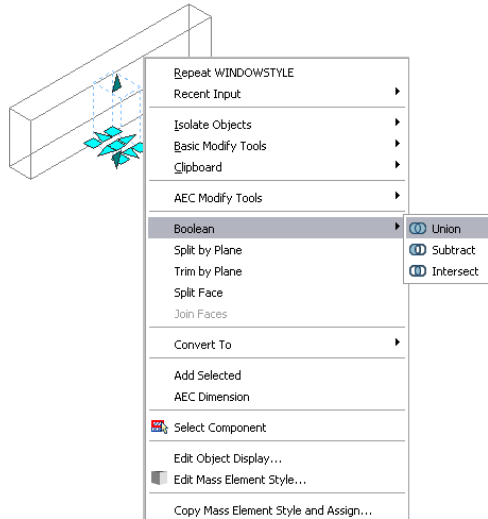 Repeat WINDOWSTYLE
Recent Input
Isolate Objects
Basic Modify Tools
Clipboard
AEC Modify Tools
Boolean
Union
Split by Plane
Subtract
Trim by Plane
Intersect
Split Face
Join Faces
Convert To
Add Selected
AEC Dimension
Select Component
Edit Object Display...
Edit Mass Element Style...
Copy Mass Element Style and Assign...